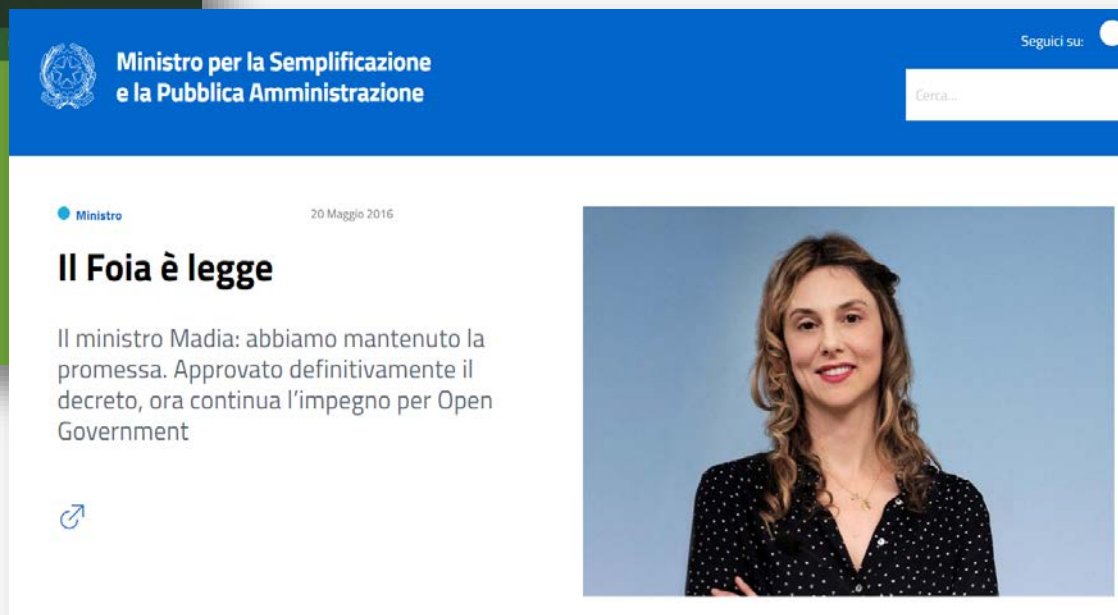 Ministro per la Semplificazione
e la Pubblica Amministrazione
Seguici su:
Cerca...
Ministro
20 Maggio 2016
Il Foia è legge
Il ministro Madia: abbiamo mantenuto la
promessa. Approvato definitivamente il
decreto, ora continua l’impegno per Open
Government